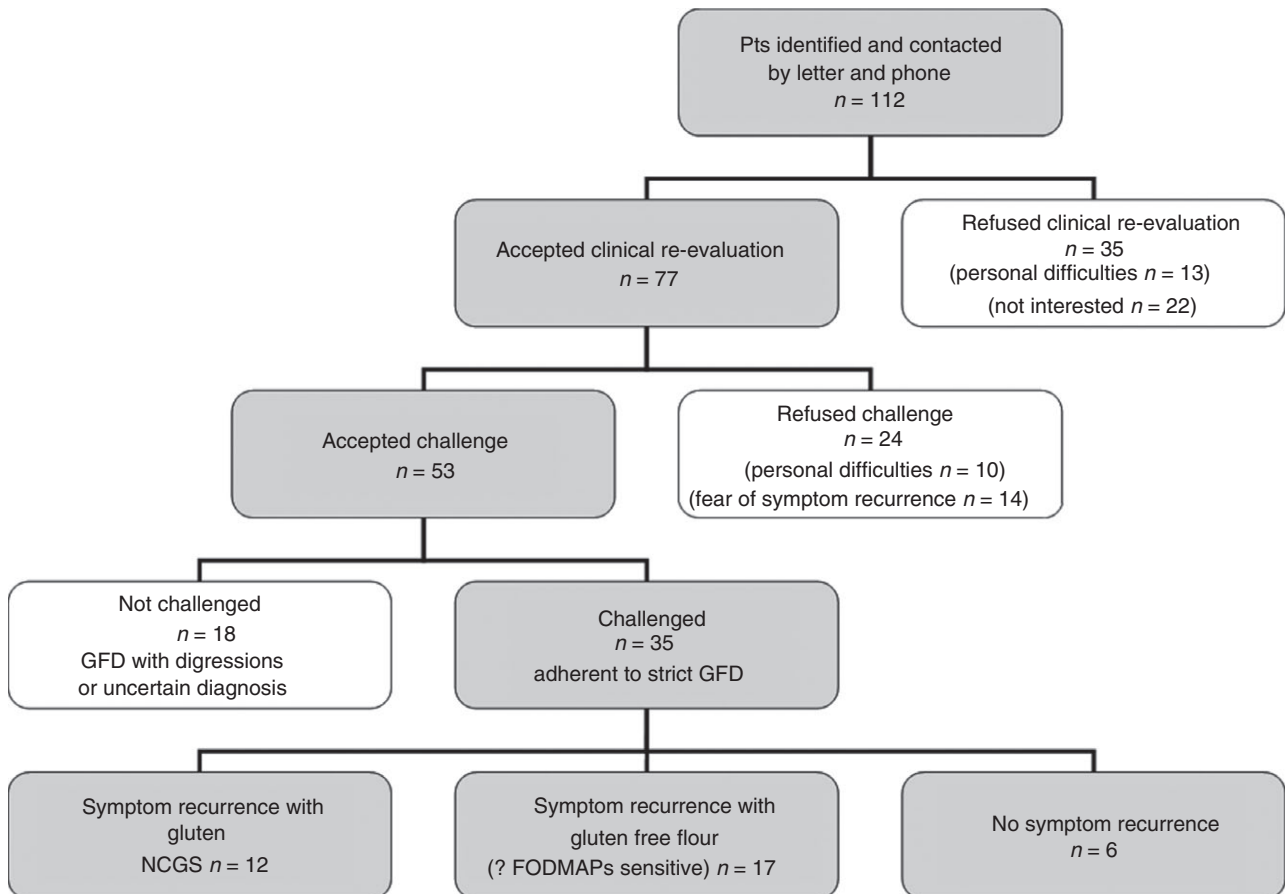 Pts identified and contacted
by letter and phone
n = 112
Accepted clinical re-evaluation
n = 77
Refused clinical re-evaluation
n = 35
(personal difficulties n = 13)
(not interested n = 22)
Accepted challenge
n = 53
Refused challenge
n = 24
(personal difficulties n = 10)
(fear of symptom recurrence n = 14)
Not challenged
n = 18
GFD with digressions
or uncertain diagnosis
Challenged
n = 35
adherent to strict GFD
Symptom recurrence with
gluten
NCGS n = 12
Symptom recurrence with
gluten free flour
(? FODMAPs sensitive) n = 17
No symptom recurrence
n = 6